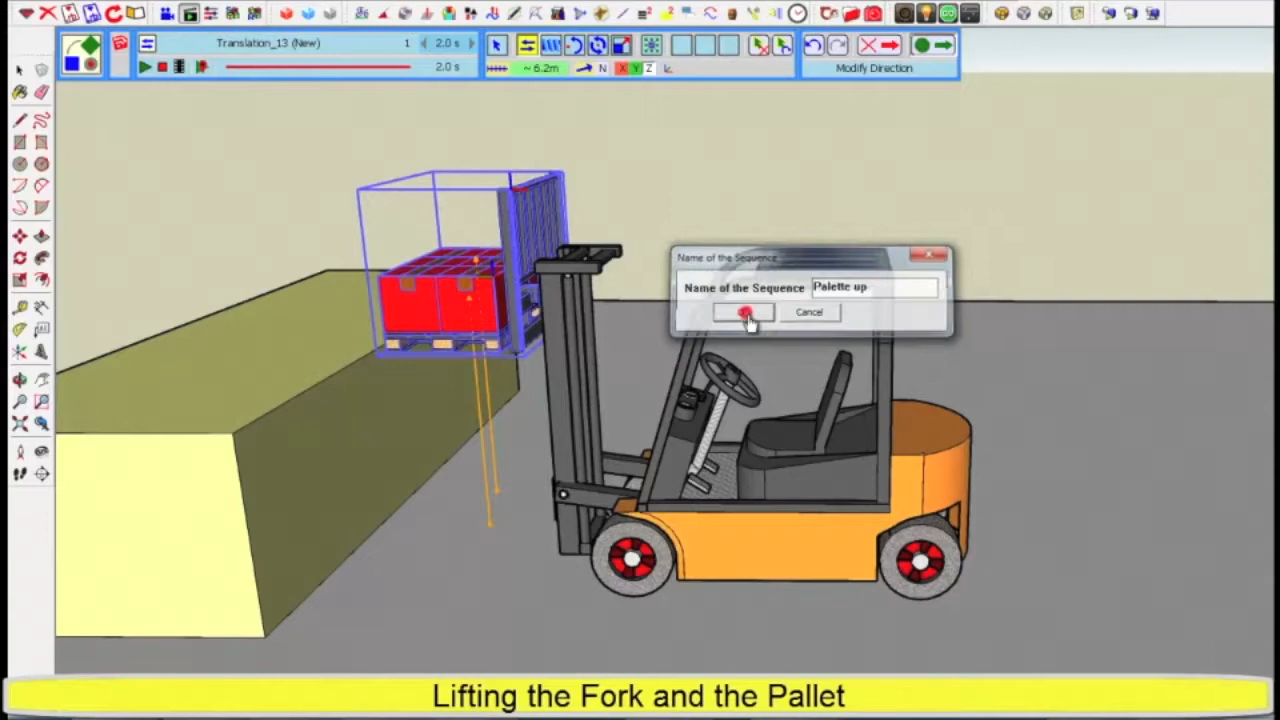 Translation_13 (New) 1 2.0 s
2.0 s
~ 6.2m N X Y Z
Modify Direction
Name of the Sequence
Name of the Sequence Palette up
Cancel
Lifting the Fork and the Pallet